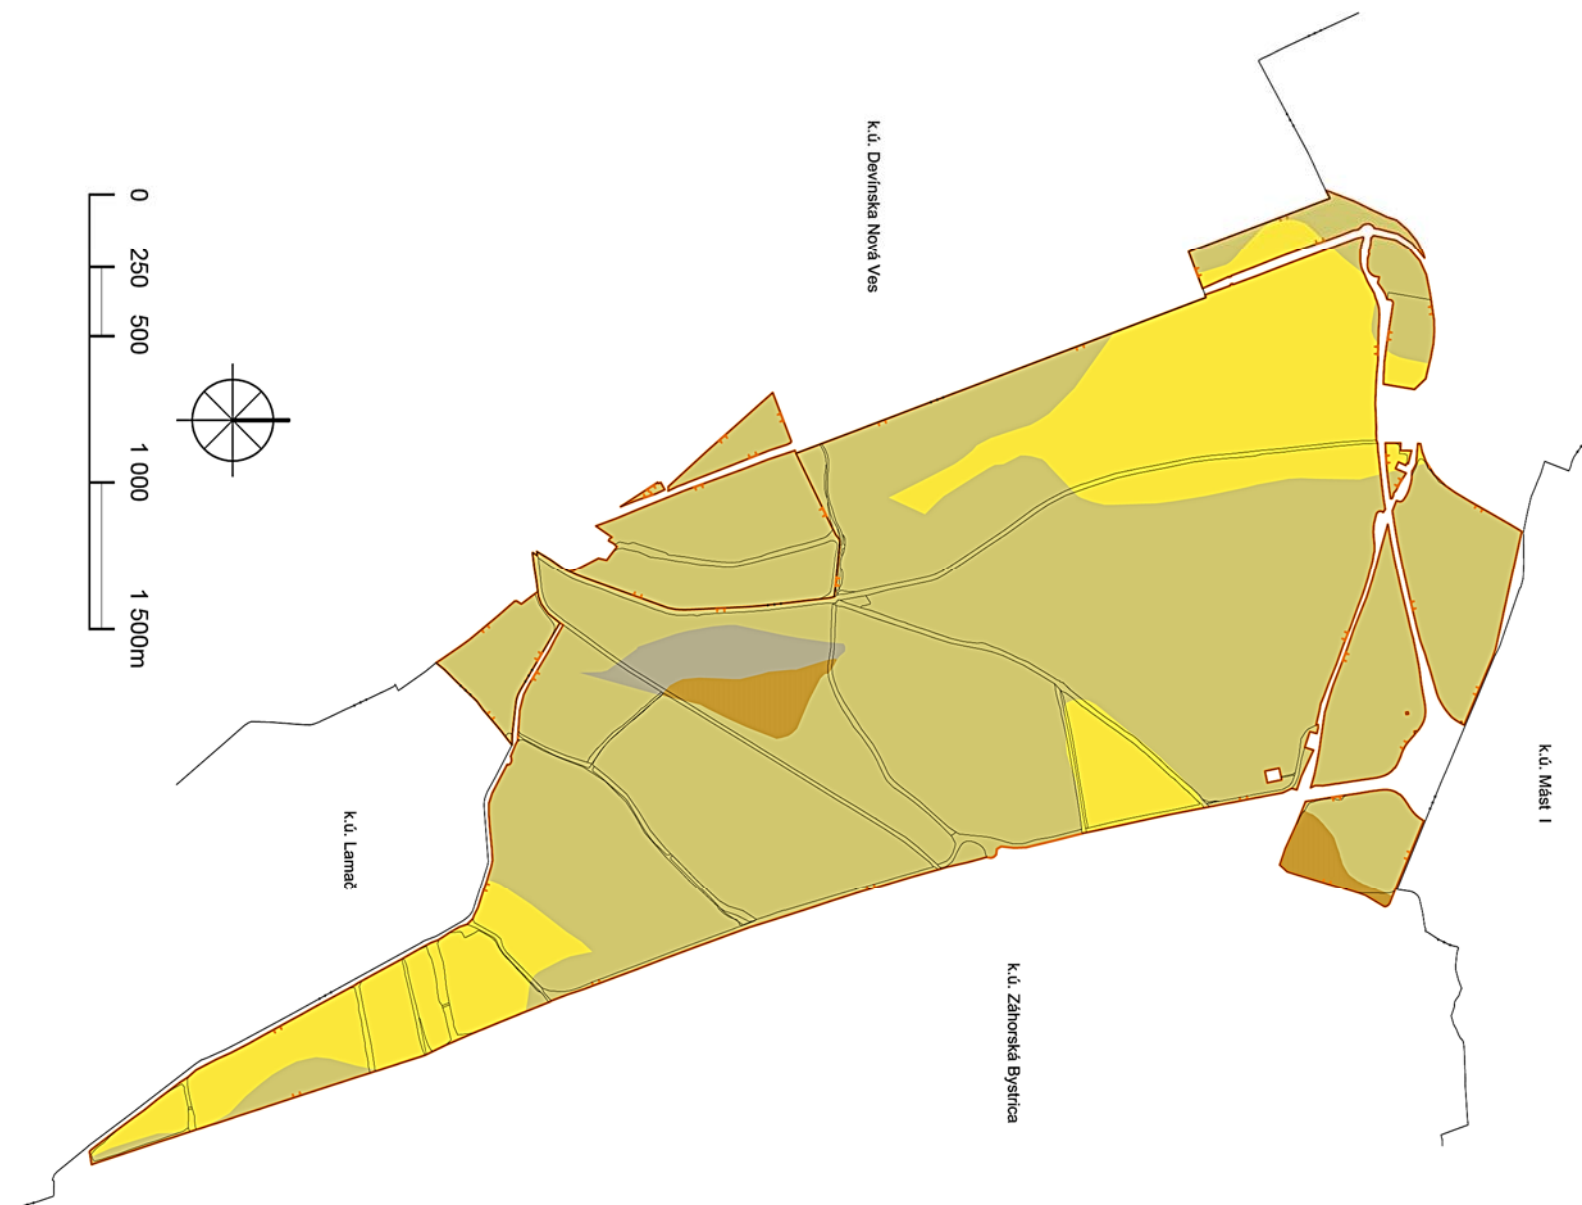 k.ú. Devínska Nová Ves
0
250
500
1 000
1 500m
k.ú. Mást I
k.ú. Lamač
k.ú. Záhorská Bystrica